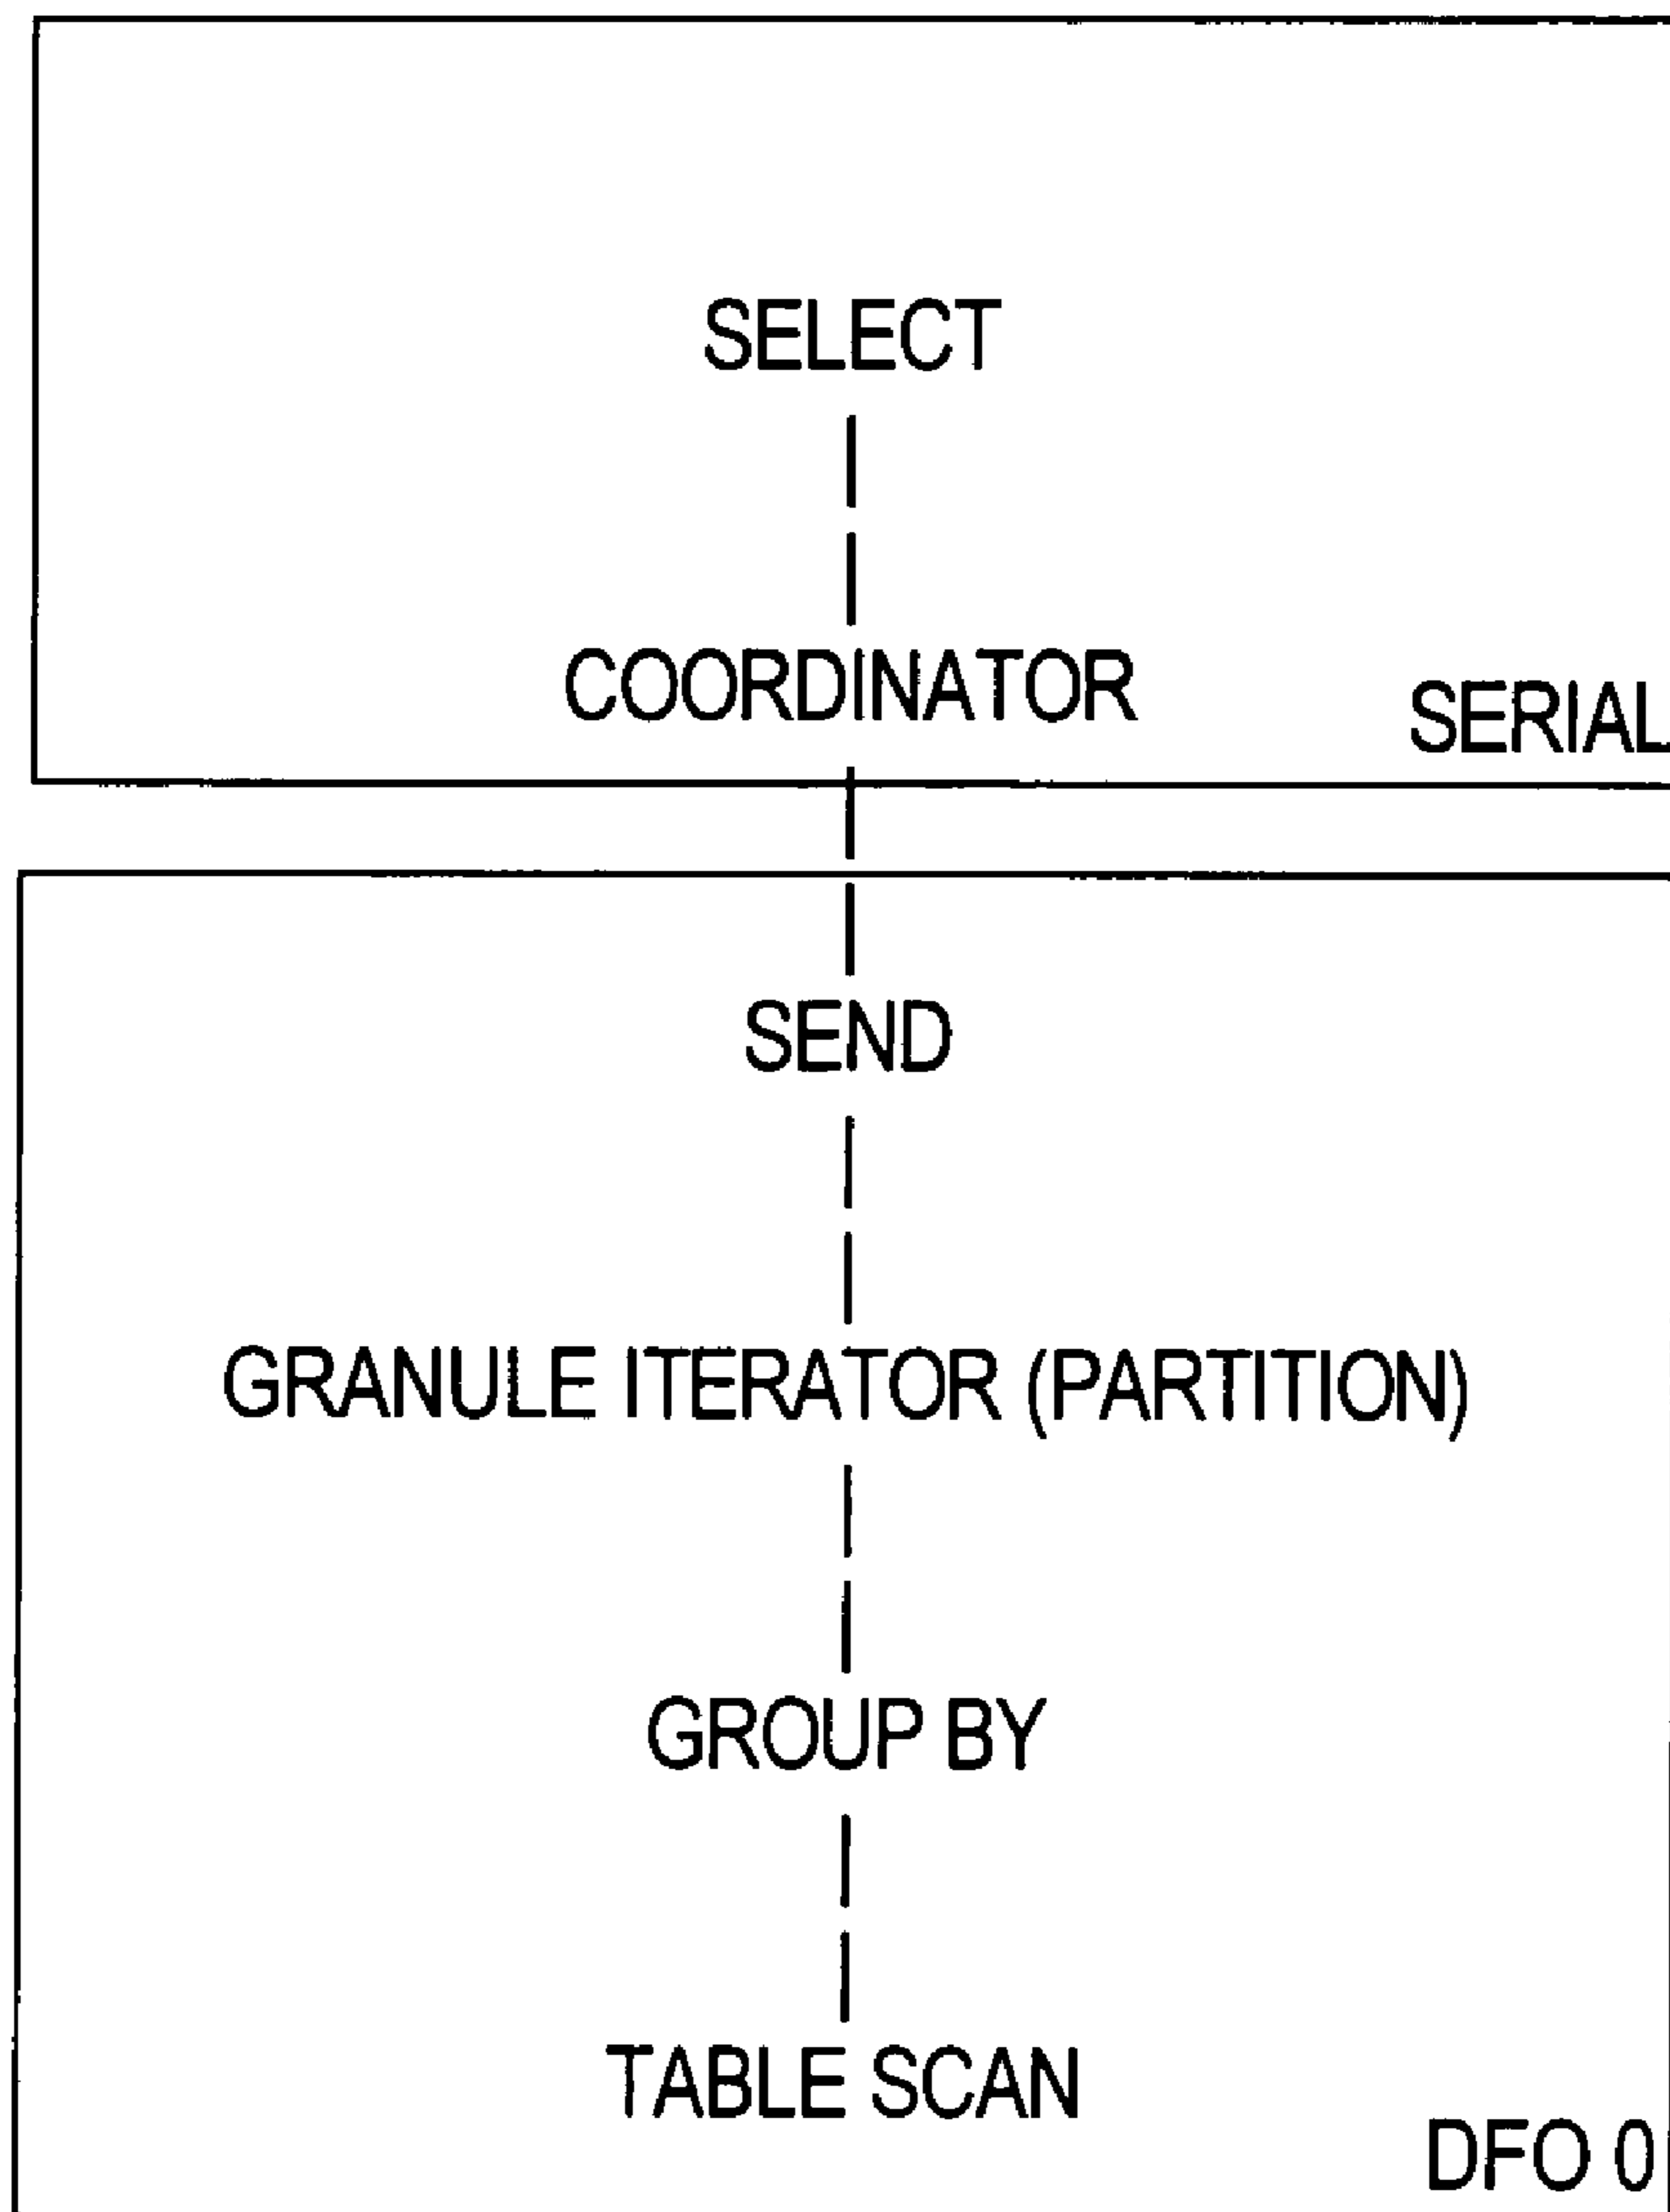 SELECT
COORDINATOR
SERIAL
SEND
GRANULE ITERATOR (PARTITION)
GROUP BY
TABLE SCAN
DFO 0